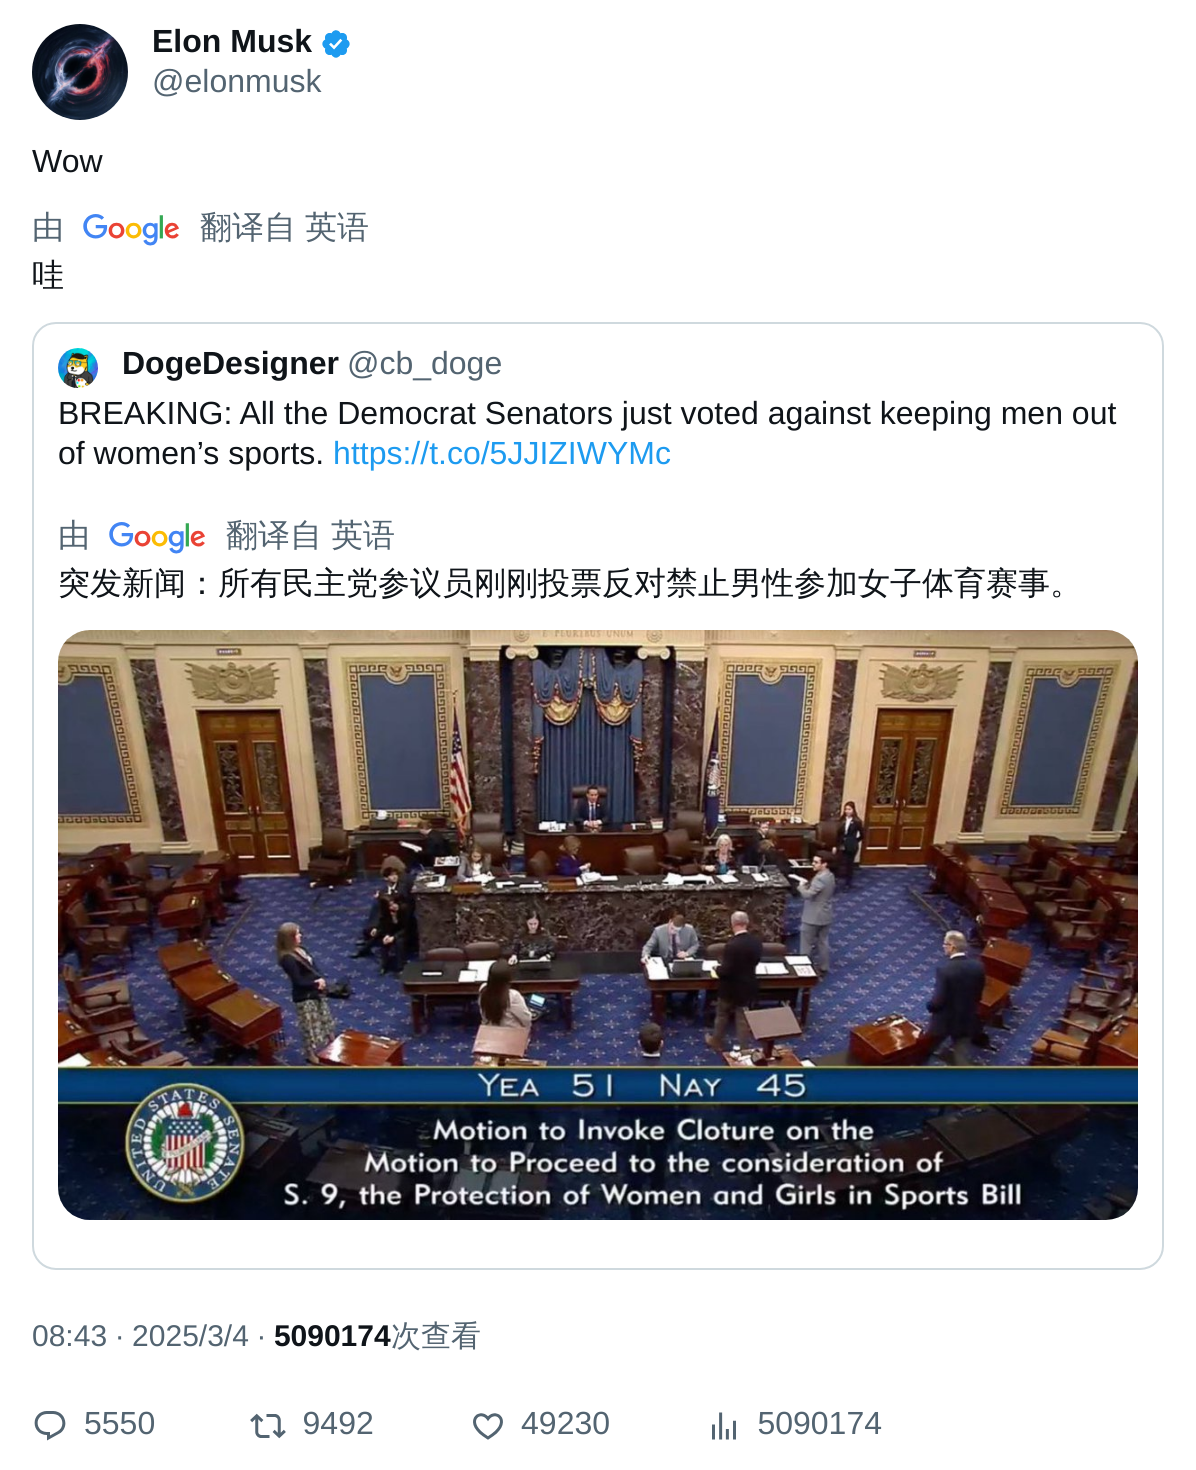 Elon Musk
@elonmusk
Wow
由 Google 翻译自 英语
哇
DogeDesigner @cb_doge
BREAKING: All the Democrat Senators just voted against keeping men out
of women’s sports. https://t.co/5JJIZIWYMc
由 Google 翻译自 英语
突发新闻：所有民主党参议员刚刚投票反对禁止男性参加女子体育赛事。
E PLURIBUS UNUM
YEA 51 NAY 45
UNITED STATES SENATE
Motion to Invoke Cloture on the
Motion to Proceed to the consideration of
S. 9, the Protection of Women and Girls in Sports Bill
08:43 · 2025/3/4 · 5090174次查看
5550 9492 49230 5090174